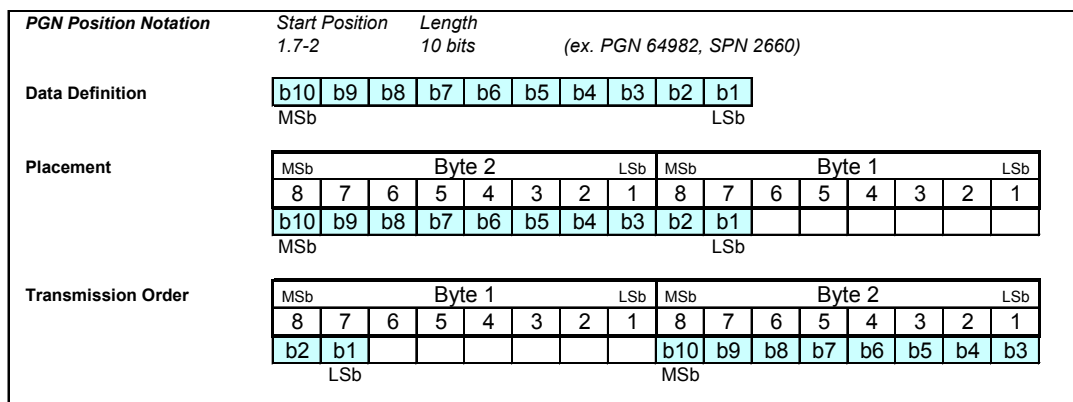 PGN Position Notation Start Position Length
1.7-2 10 bits (ex. PGN 64982, SPN 2660)
Data Definition b10 b9 b8 b7 b6 b5 b4 b3 b2 b1
MSb LSb
Placement MSb Byte 2 LSb MSb Byte 1 LSb
8 7 6 5 4 3 2 1 8 7 6 5 4 3 2 1
b10 b9 b8 b7 b6 b5 b4 b3 b2 b1
MSb LSb
Transmission Order MSb Byte 1 LSb MSb Byte 2 LSb
8 7 6 5 4 3 2 1 8 7 6 5 4 3 2 1
b2 b1 b10 b9 b8 b7 b6 b5 b4 b3
LSb MSb